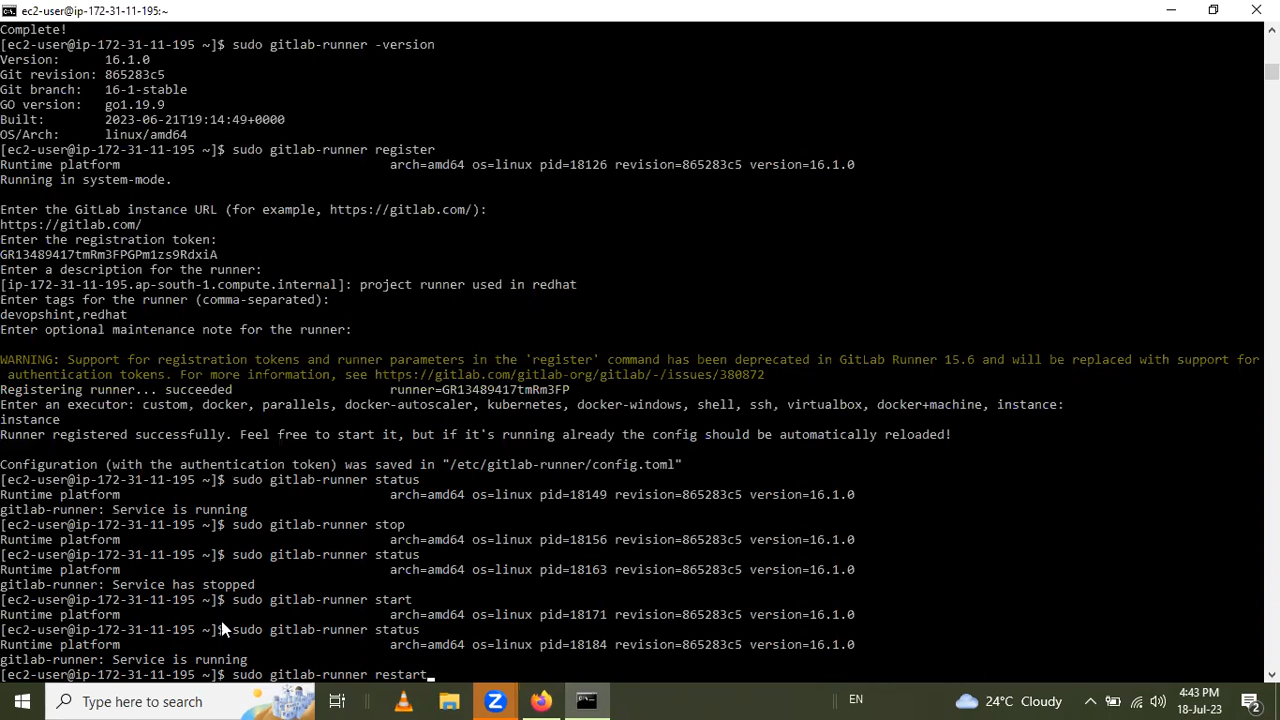 ec2-user@ip-172-31-11-195:~
Complete!
[ec2-user@ip-172-31-11-195 ~]$ sudo gitlab-runner -version
Version:      16.1.0
Git revision: 865283c5
Git branch:   16-1-stable
GO version:   go1.19.9
Built:        2023-06-21T19:14:49+0000
OS/Arch:      linux/amd64
[ec2-user@ip-172-31-11-195 ~]$ sudo gitlab-runner register
Runtime platform                                    arch=amd64 os=linux pid=18126 revision=865283c5 version=16.1.0
Running in system-mode.
Enter the GitLab instance URL (for example, https://gitlab.com/):
https://gitlab.com/
Enter the registration token:
GR13489417tmRm3FPGPm1zs9RdxiA
Enter a description for the runner:
[ip-172-31-11-195.ap-south-1.compute.internal]: project runner used in redhat
Enter tags for the runner (comma-separated):
devopshint,redhat
Enter optional maintenance note for the runner:
WARNING: Support for registration tokens and runner parameters in the 'register' command has been deprecated in GitLab Runner 15.6 and will be replaced with support for
authentication tokens. For more information, see https://gitlab.com/gitlab-org/gitlab/-/issues/380872
Registering runner... succeeded                     runner=GR13489417tmRm3FP
Enter an executor: custom, docker, parallels, docker-autoscaler, kubernetes, docker-windows, shell, ssh, virtualbox, docker+machine, instance:
instance
Runner registered successfully. Feel free to start it, but if it's running already the config should be automatically reloaded!
Configuration (with the authentication token) was saved in "/etc/gitlab-runner/config.toml"
[ec2-user@ip-172-31-11-195 ~]$ sudo gitlab-runner status
Runtime platform                                    arch=amd64 os=linux pid=18149 revision=865283c5 version=16.1.0
gitlab-runner: Service is running
[ec2-user@ip-172-31-11-195 ~]$ sudo gitlab-runner stop
Runtime platform                                    arch=amd64 os=linux pid=18156 revision=865283c5 version=16.1.0
[ec2-user@ip-172-31-11-195 ~]$ sudo gitlab-runner status
Runtime platform                                    arch=amd64 os=linux pid=18163 revision=865283c5 version=16.1.0
gitlab-runner: Service has stopped
[ec2-user@ip-172-31-11-195 ~]$ sudo gitlab-runner start
Runtime platform                                    arch=amd64 os=linux pid=18171 revision=865283c5 version=16.1.0
[ec2-user@ip-172-31-11-195 ~]$ sudo gitlab-runner status
Runtime platform                                    arch=amd64 os=linux pid=18184 revision=865283c5 version=16.1.0
gitlab-runner: Service is running
[ec2-user@ip-172-31-11-195 ~]$ sudo gitlab-runner restart
Type here to search
EN
24°C Cloudy
4:43 PM
18-Jul-23
2